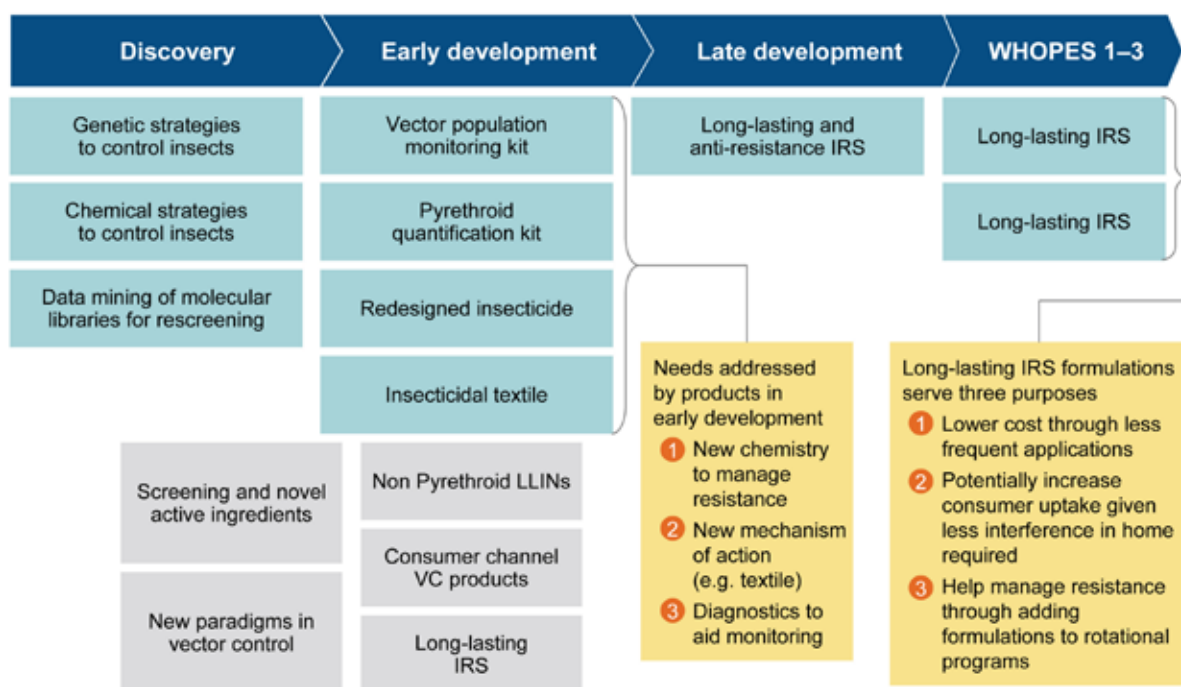 Discovery
Early development
Late development
WHOPES 1–3
Genetic strategies
to control insects
Chemical strategies
to control insects
Data mining of molecular
libraries for rescreening
Vector population
monitoring kit
Pyrethroid
quantification kit
Redesigned insecticide
Insecticidal textile
Long-lasting and
anti-resistance IRS
Long-lasting IRS
Long-lasting IRS
Screening and novel
active ingredients
New paradigms in
vector control
Non Pyrethroid LLINs
Consumer channel
VC products
Long-lasting
IRS
Needs addressed
by products in
early development
1 New chemistry
to manage
resistance
2 New mechanism
of action
(e.g. textile)
3 Diagnostics to
aid monitoring
Long-lasting IRS formulations
serve three purposes
1 Lower cost through less
frequent applications
2 Potentially increase
consumer uptake given
less interference in home
required
3 Help manage resistance
through adding
formulations to rotational
programs